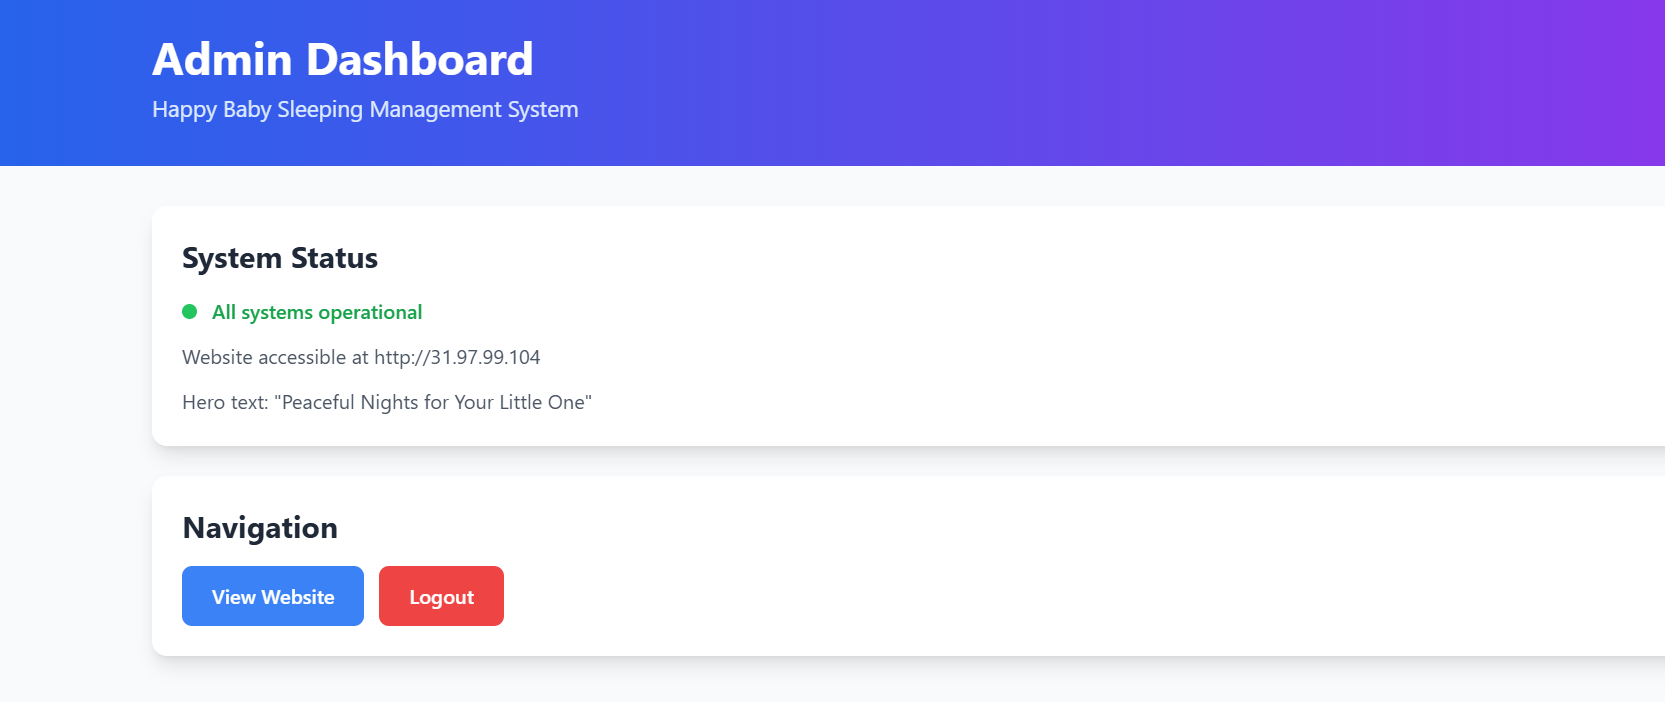 Admin Dashboard
Happy Baby Sleeping Management System
System Status
All systems operational
Website accessible at http://31.97.99.104
Hero text: "Peaceful Nights for Your Little One"
Navigation
View Website
Logout